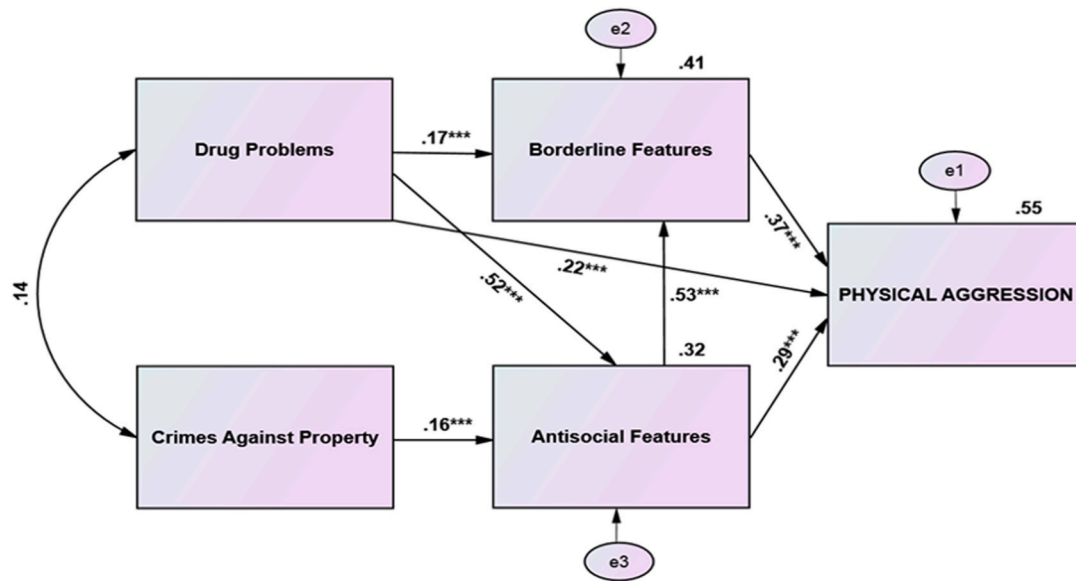 e2
.41
Drug Problems
.17***
Borderline Features
e1
.55
.37***
.22***
PHYSICAL AGGRESSION
.14
.52***
.53***
.32
.29***
Crimes Against Property
.16***
Antisocial Features
e3